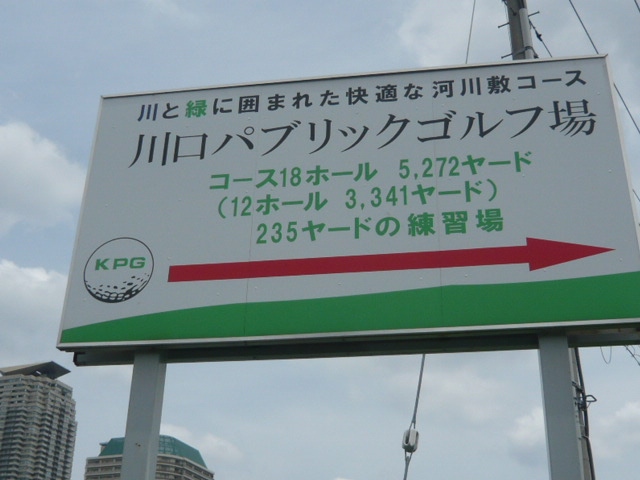 川と緑に囲まれた快適な河川敷コース
川口パブリックゴルフ場
コース18ホール 5,272ヤード
(12ホール 3,341ヤード)
235ヤードの練習場
KPG